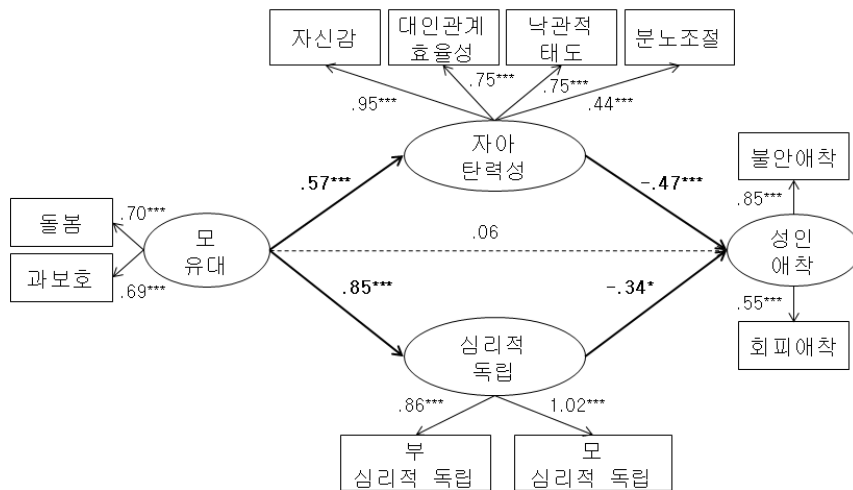 자신감
대인관계
효율성
낙관적
태도
분노조절
.95***
.75***
.75***
.44***
자아
탄력성
불안애착
.57***
-.47***
.85***
돌봄
.70***
모
유대
.06
성인
애착
과보호
.69***
.85***
-.34*
.55***
심리적
독립
회피애착
.86***
1.02***
부
심리적 독립
모
심리적 독립